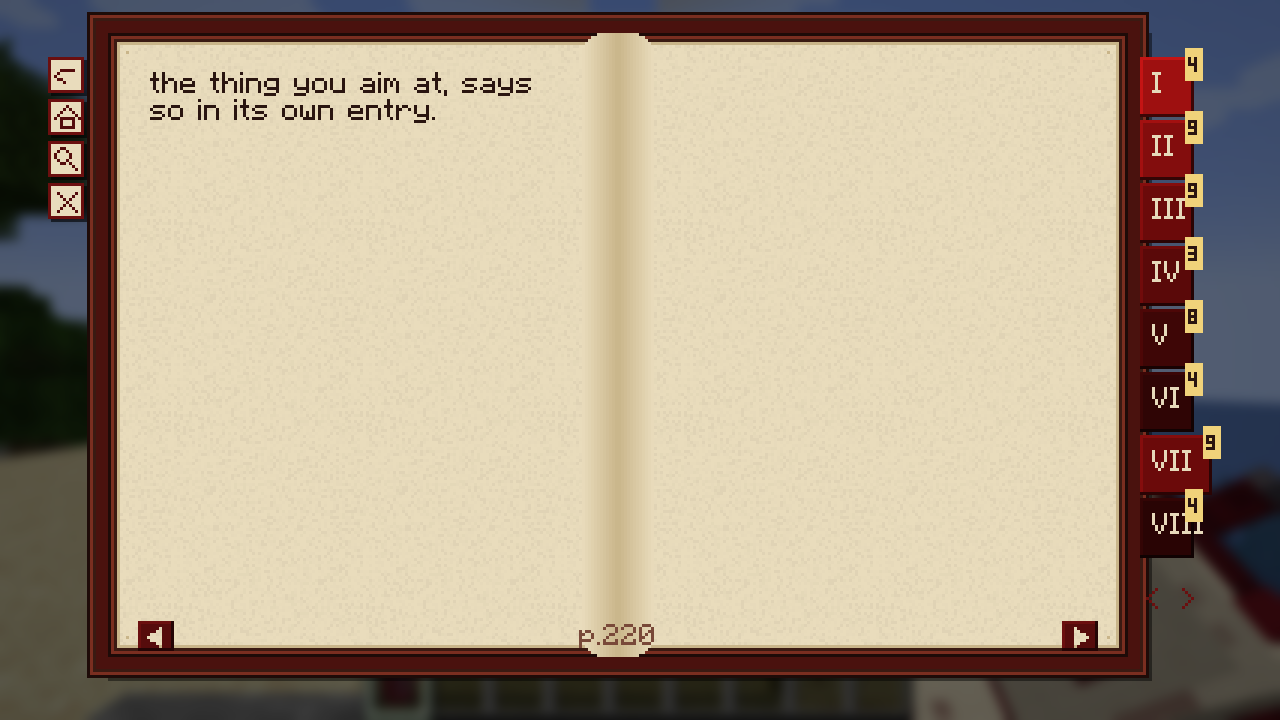 the thing you aim at, says
so in its own entry.
p.220
I
4
II
9
III
9
IV
3
V
8
VI
4
VII
9
VIII
4